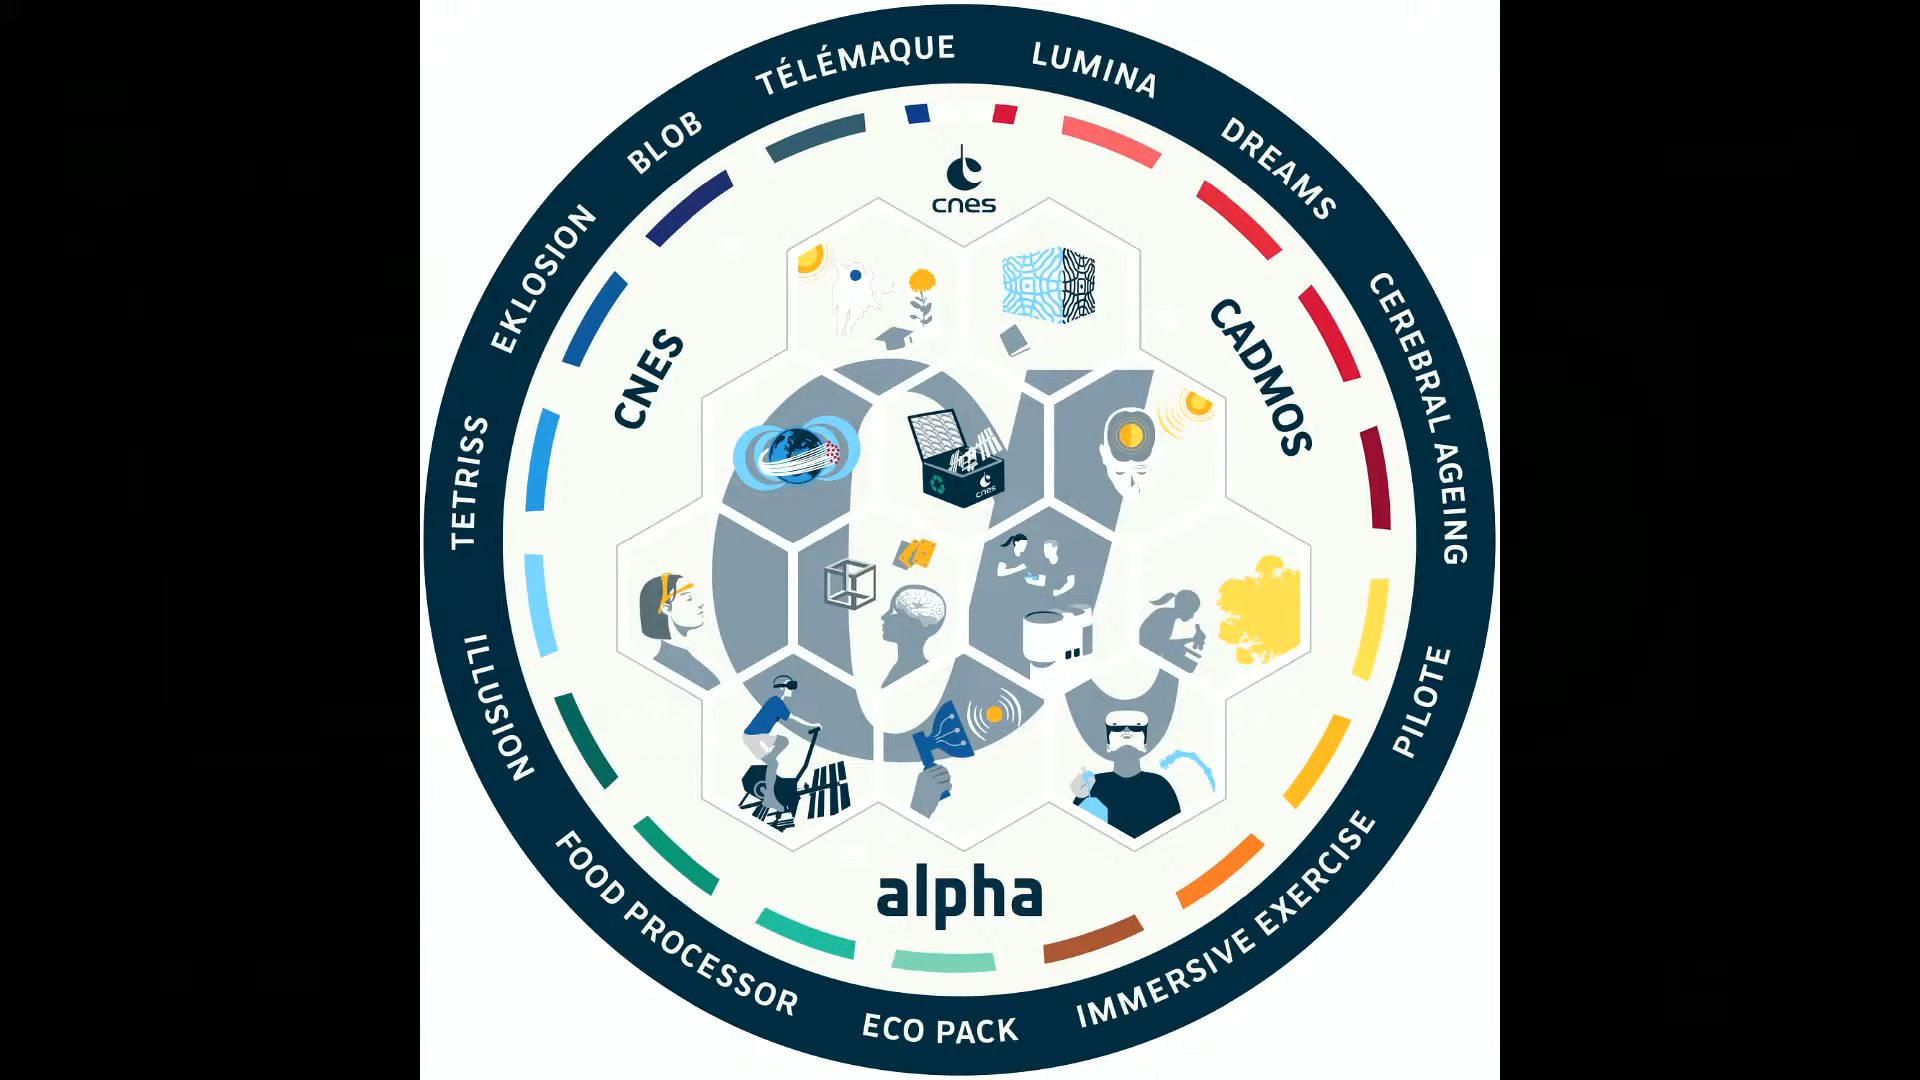 TÉLÉMAQUE
LUMINA
DREAMS
CEREBRAL AGEING
PILOTE
IMMERSIVE EXERCISE
ECO PACK
FOOD PROCESSOR
ILLUSION
TETRISS
EKLOSION
BLOB
cnes
CNES
CADMOS
cnes
alpha